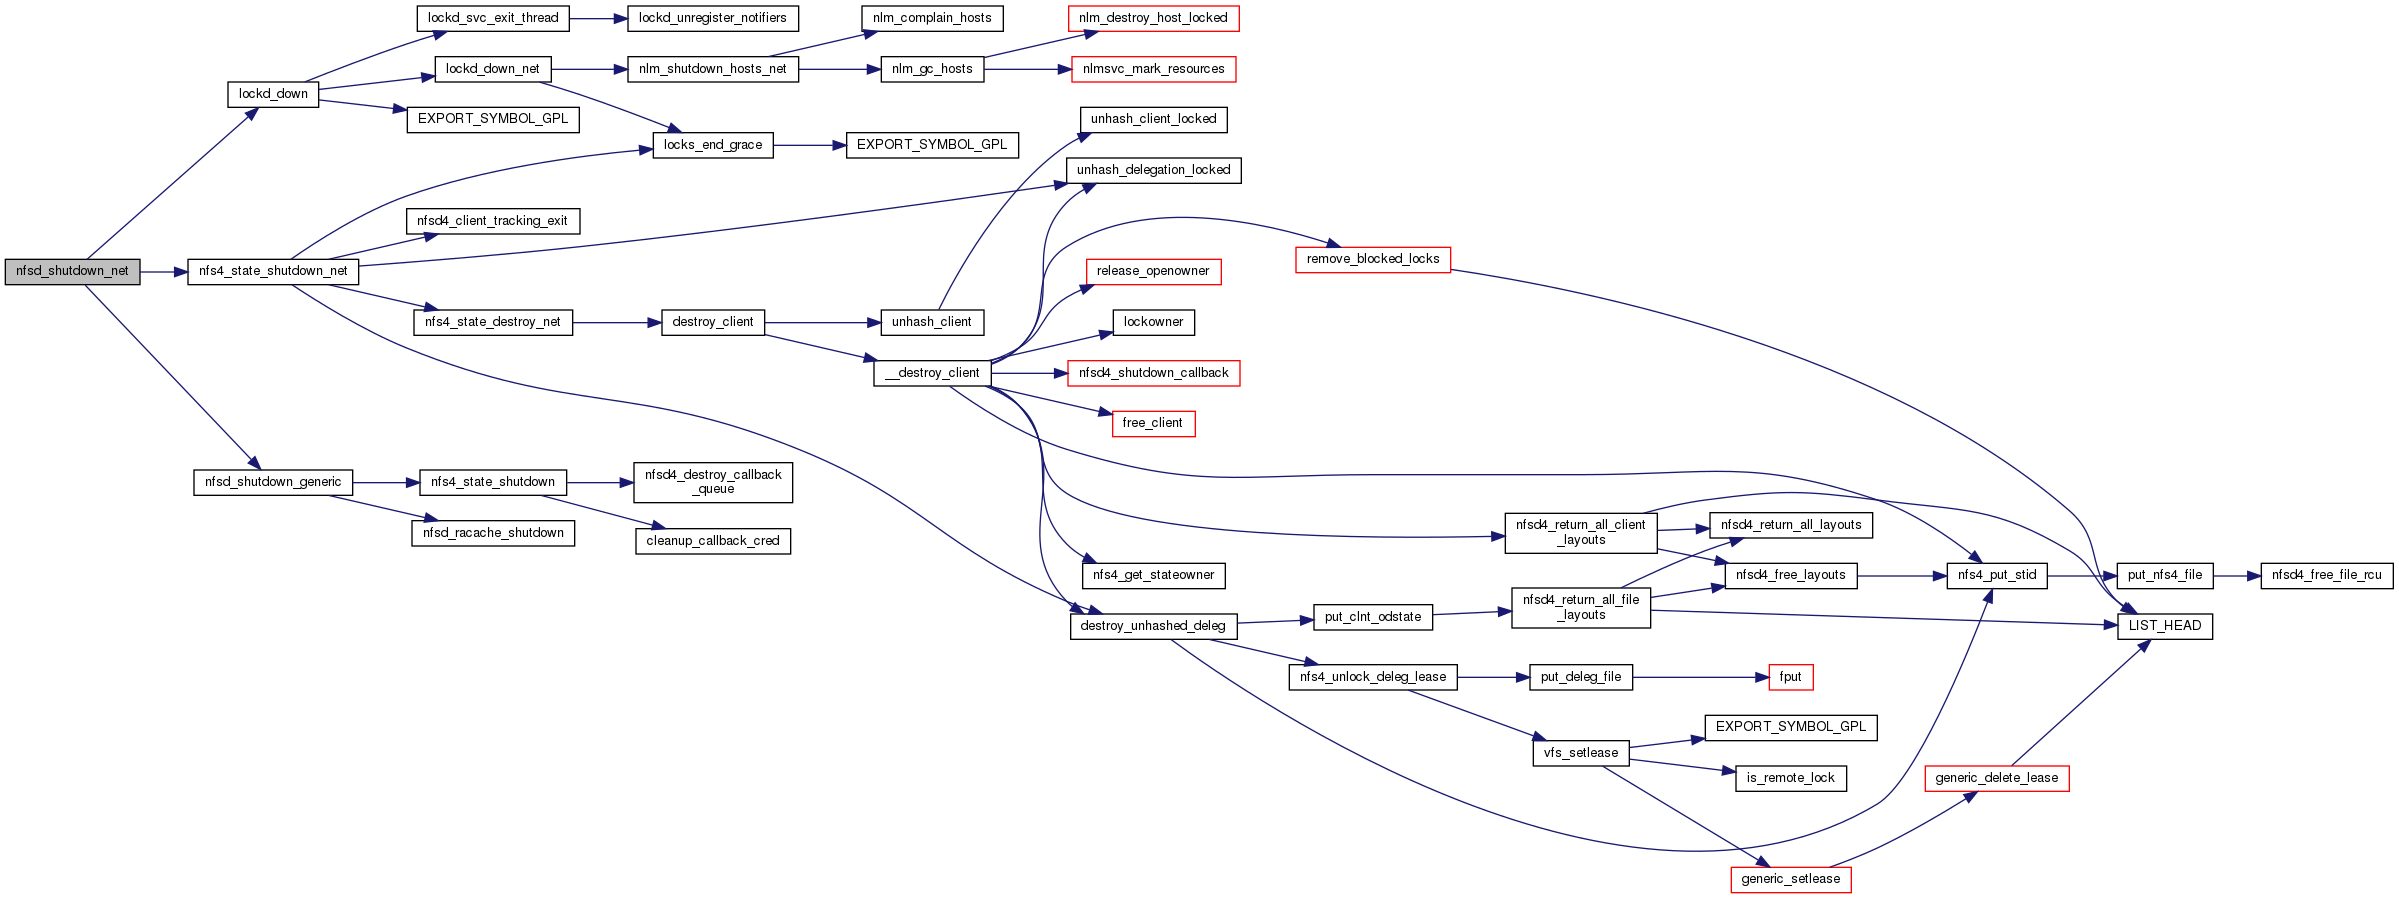 lockd_svc_exit_thread
lockd_unregister_notifiers
nlm_complain_hosts
nlm_destroy_host_locked
lockd_down_net
nlm_shutdown_hosts_net
nlm_gc_hosts
nlmsvc_mark_resources
lockd_down
EXPORT_SYMBOL_GPL
unhash_client_locked
locks_end_grace
EXPORT_SYMBOL_GPL
unhash_delegation_locked
nfsd4_client_tracking_exit
remove_blocked_locks
nfsd_shutdown_net
nfs4_state_shutdown_net
release_openowner
nfs4_state_destroy_net
destroy_client
unhash_client
lockowner
__destroy_client
nfsd4_shutdown_callback
free_client
nfsd_shutdown_generic
nfs4_state_shutdown
nfsd4_destroy_callback
_queue
nfsd_racache_shutdown
cleanup_callback_cred
nfsd4_return_all_client
_layouts
nfsd4_return_all_layouts
nfs4_get_stateowner
nfsd4_free_layouts
nfs4_put_stid
put_nfs4_file
nfsd4_free_file_rcu
destroy_unhashed_deleg
put_clnt_odstate
nfsd4_return_all_file
_layouts
LIST_HEAD
nfs4_unlock_deleg_lease
put_deleg_file
fput
EXPORT_SYMBOL_GPL
vfs_setlease
is_remote_lock
generic_delete_lease
generic_setlease